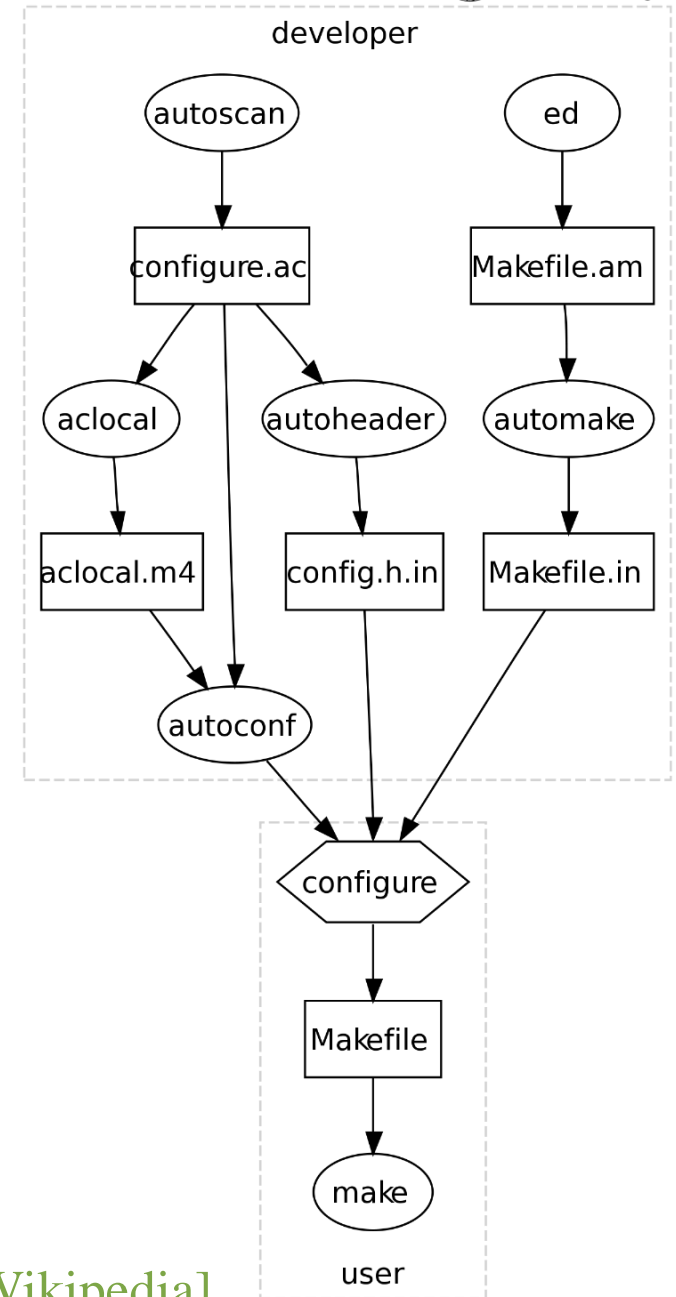 developer
autoscan
ed
configure.ac
Makefile.am
aclocal
autoheader
automake
aclocal.m4
config.h.in
Makefile.in
autoconf
configure
Makefile
make
user
Wikipedia]